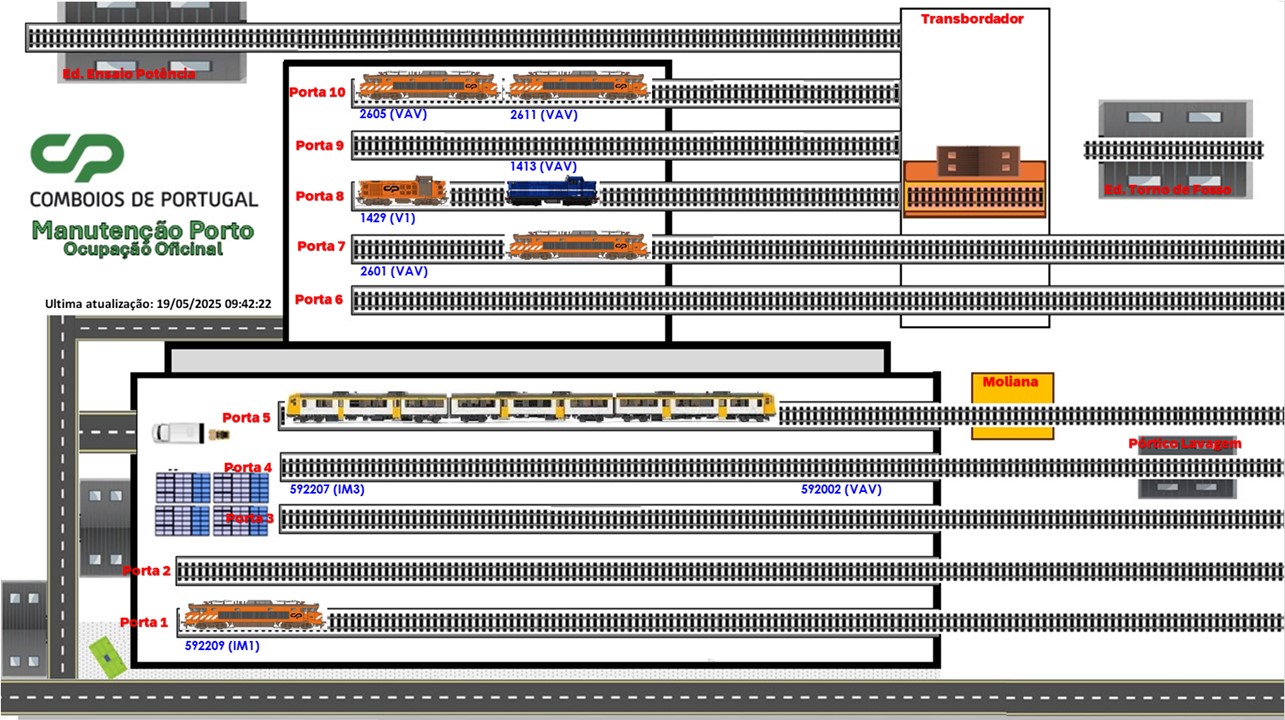 Transbordador
Ed. Ensaio Potência
Porta 10
2605 (VAV)
2611 (VAV)
Porta 9
1413 (VAV)
Porta 8
1429 (V1)
Ed. Torno de Fosso
CP
COMBOIOS DE PORTUGAL
Manutenção Porto
Ocupação Oficinal
Porta 7
2601 (VAV)
Porta 6
Ultima atualização: 19/05/2025 09:42:22
Moliana
Porta 5
Pórtico Lavagem
Porta 4
592207 (IM3)
592002 (VAV)
Porta 3
Porta 2
Porta 1
592209 (IM1)